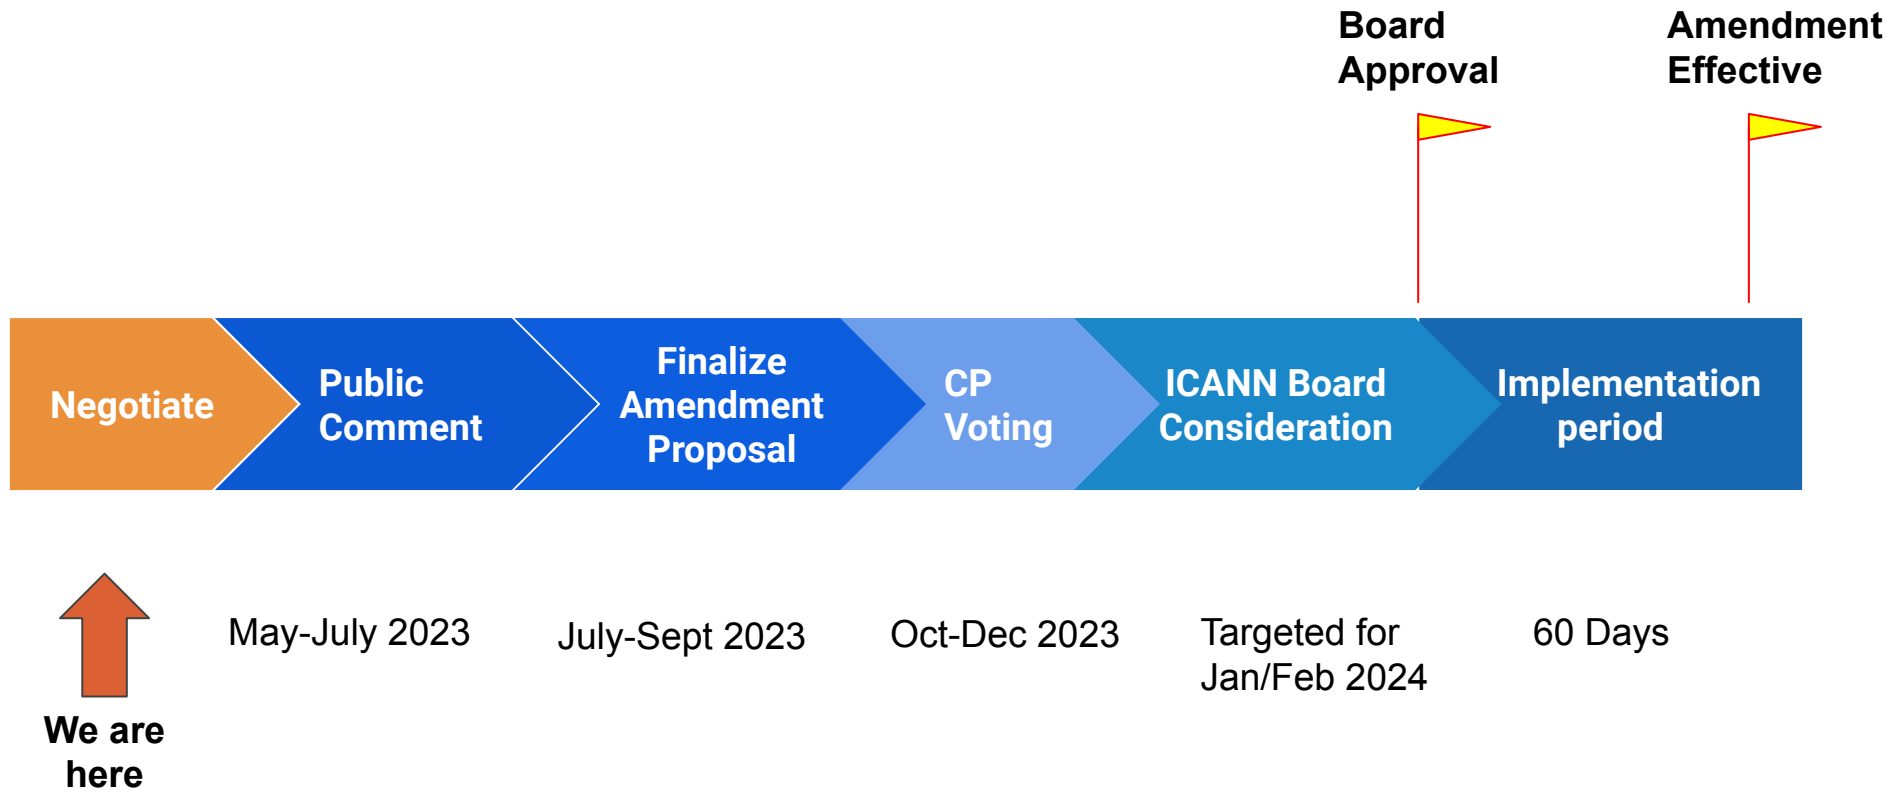 Board
Approval
Amendment
Effective
Negotiate
Public
Comment
Finalize
Amendment
Proposal
CP
Voting
ICANN Board
Consideration
Implementation
period
We are
here
May-July 2023
July-Sept 2023
Oct-Dec 2023
Targeted for
Jan/Feb 2024
60 Days